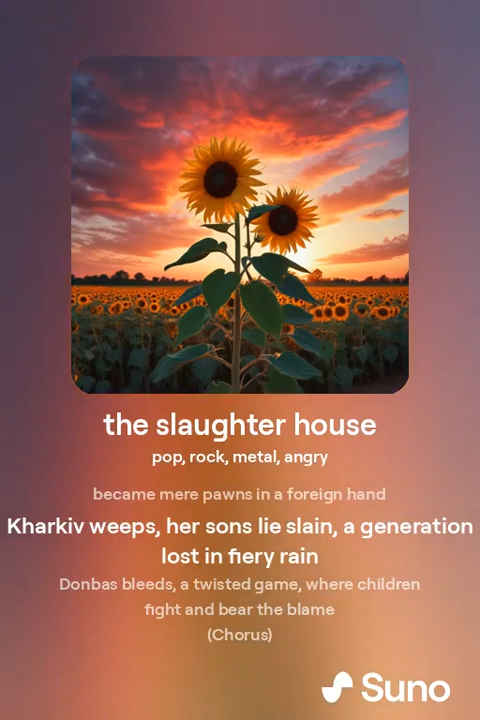 the slaughter house
pop, rock, metal, angry
became mere pawns in a foreign hand
Kharkiv weeps, her sons lie slain, a generation
lost in fiery rain
Donbas bleeds, a twisted game, where children
fight and bear the blame
(Chorus)
Suno